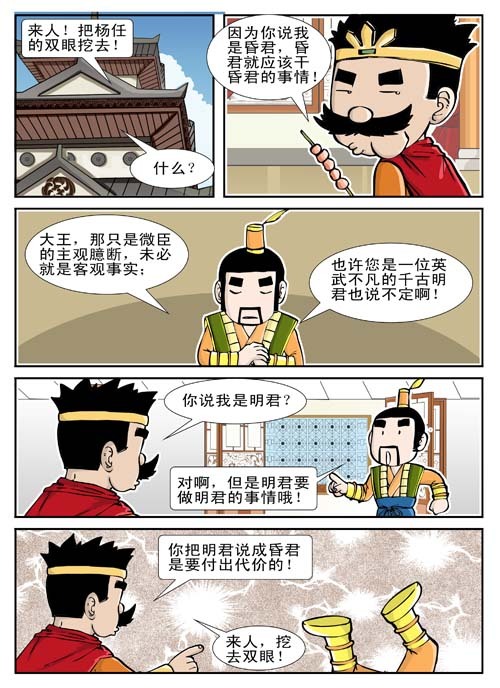 来人！把杨任
的双眼挖去！
什么？
因为你说我
是昏君，昏
君就应该干
昏君的事情！
大王，那只是微臣
的主观臆断，未必
就是客观事实：
也许您是一位英
武不凡的千古明
君也说不定啊！
你说我是明君？
对啊，但是明君要
做明君的事情哦！
你把明君说成昏君
是要付出代价的！
来人，挖
去双眼！